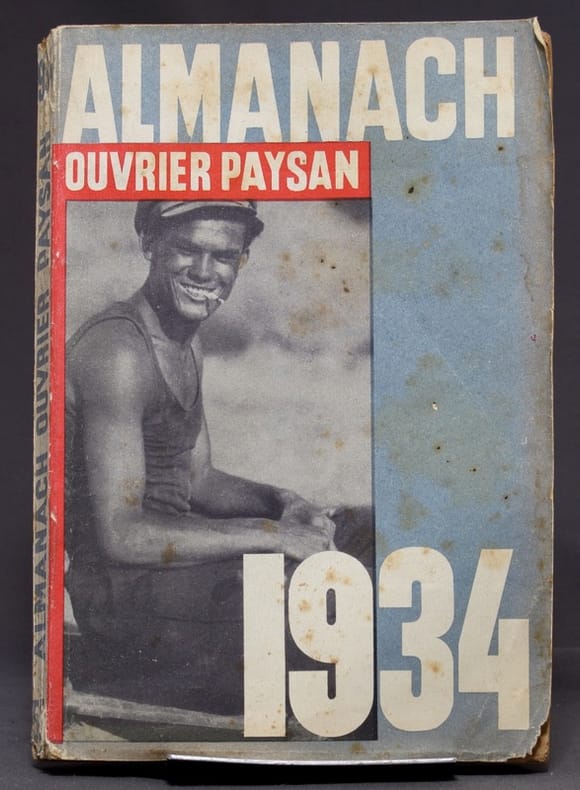 ALMANACH
OUVRIER PAYSAN
1934
ALMANACH OUVRIER PAYSAN